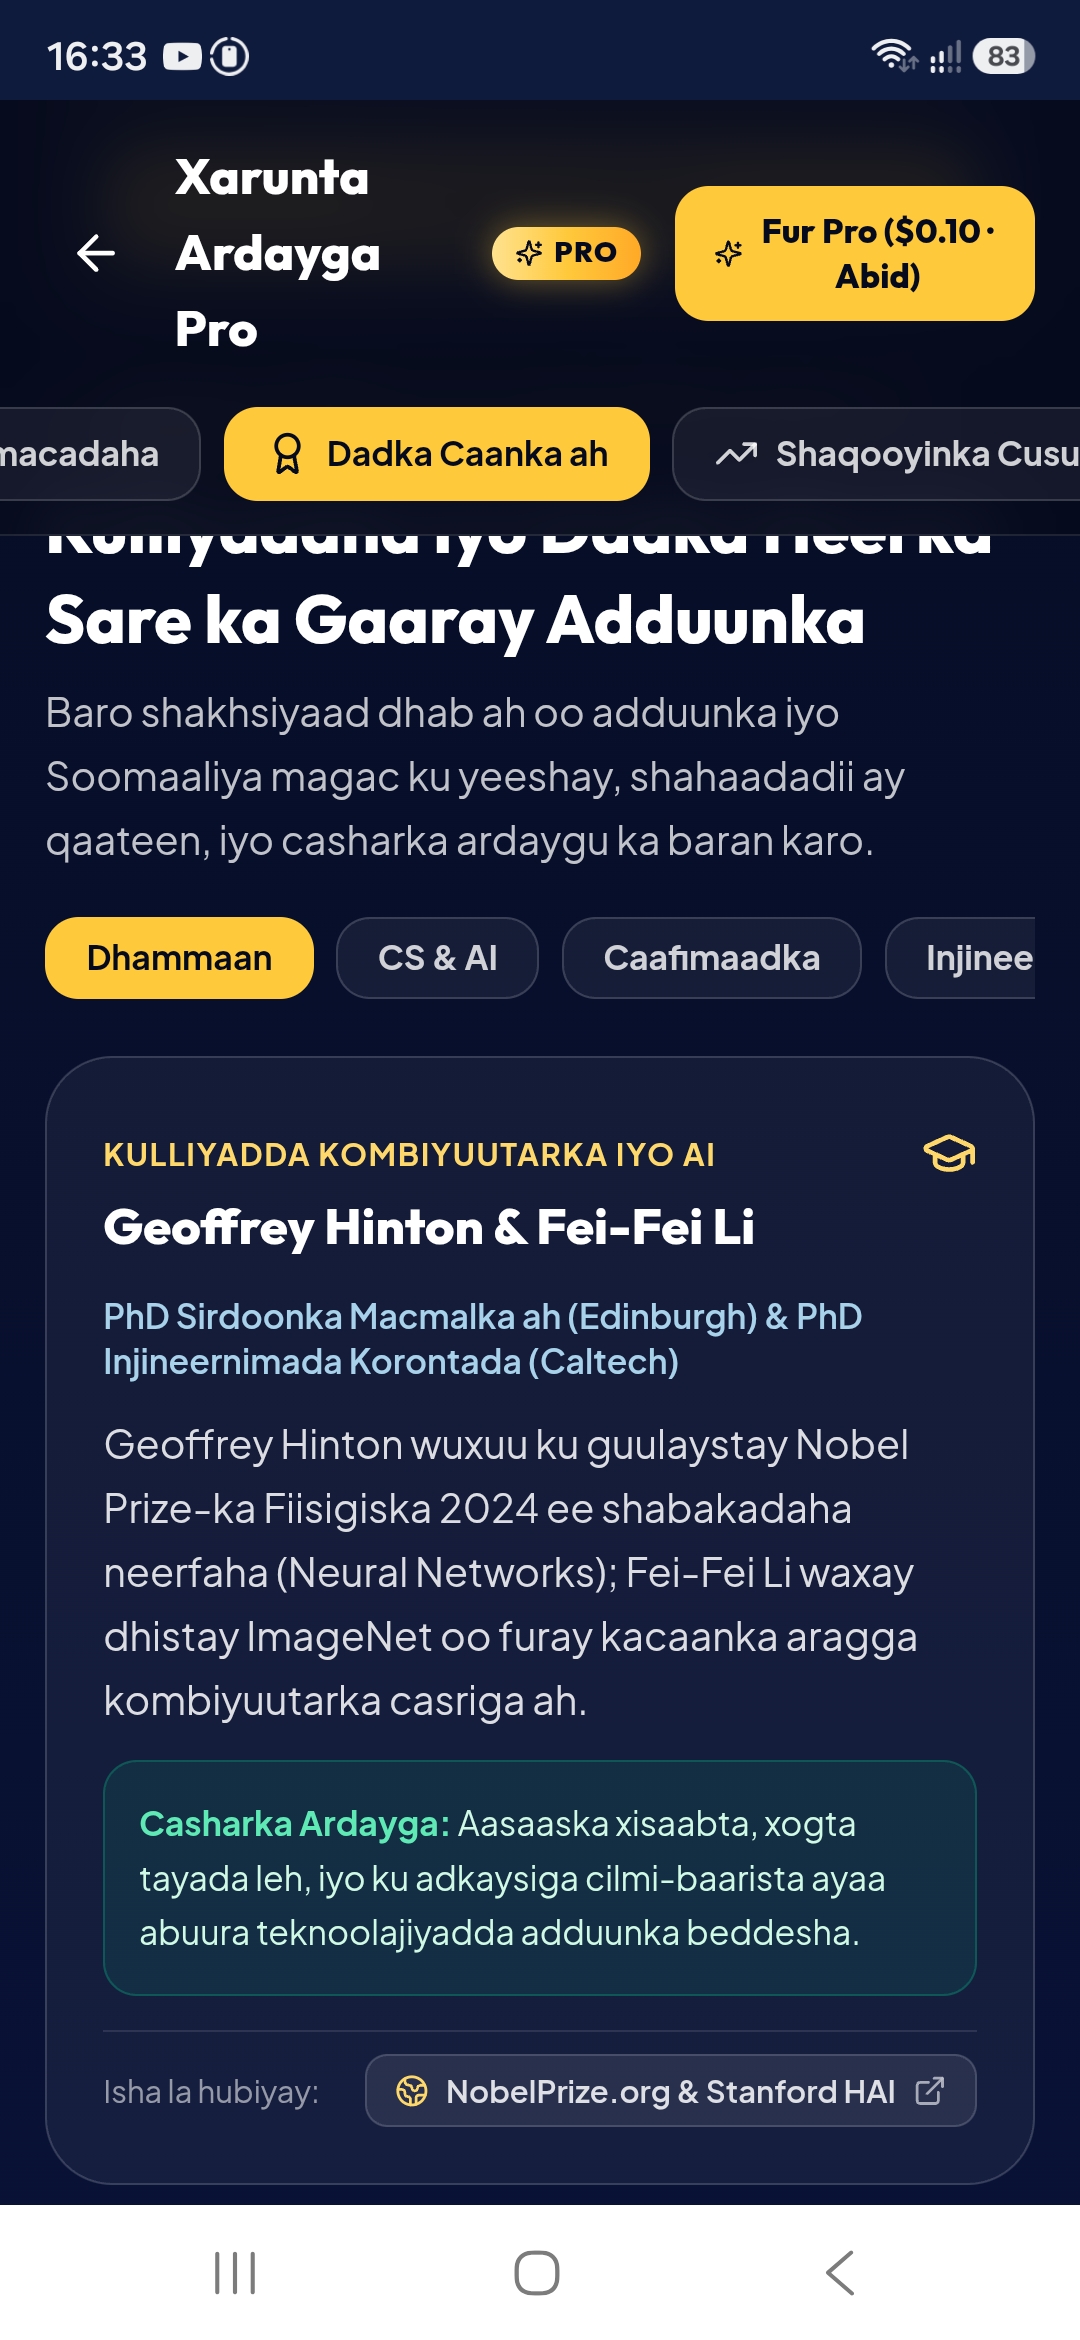 16:33
83
Xarunta
Ardayga
Pro
PRO
Fur Pro ($0.10 ·
Abid)
macadaha
Dadka Caanka ah
Shaqooyinka Cusu
Kulliyadaha iyo Dadka Heer ka
Sare ka Gaaray Adduunka
Baro shakhsiyaad dhab ah oo adduunka iyo
Soomaaliya magac ku yeeshay, shahaadadii ay
qaateen, iyo casharka ardaygu ka baran karo.
Dhammaan
CS & AI
Caafimaadka
Injinee
KULLIYADDA KOMBIYUUTARKA IYO AI
Geoffrey Hinton & Fei-Fei Li
PhD Sirdoonka Macmalka ah (Edinburgh) & PhD
Injineernimada Korontada (Caltech)
Geoffrey Hinton wuxuu ku guulaystay Nobel
Prize-ka Fiisigiska 2024 ee shabakadaha
neerfaha (Neural Networks); Fei-Fei Li waxay
dhistay ImageNet oo furay kacaanka aragga
kombiyuutarka casriga ah.
Casharka Ardayga: Aasaaska xisaabta, xogta
tayada leh, iyo ku adkaysiga cilmi-baarista ayaa
abuura teknoolajiyadda adduunka beddesha.
Isha la hubiyay:
NobelPrize.org & Stanford HAI